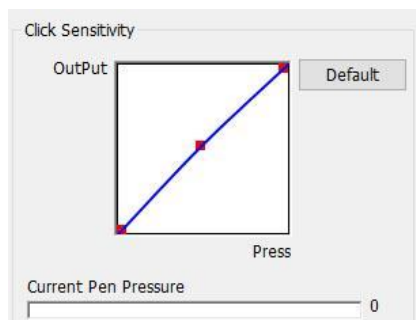 Click Sensitivity
OutPut
Default
Press
Current Pen Pressure
0